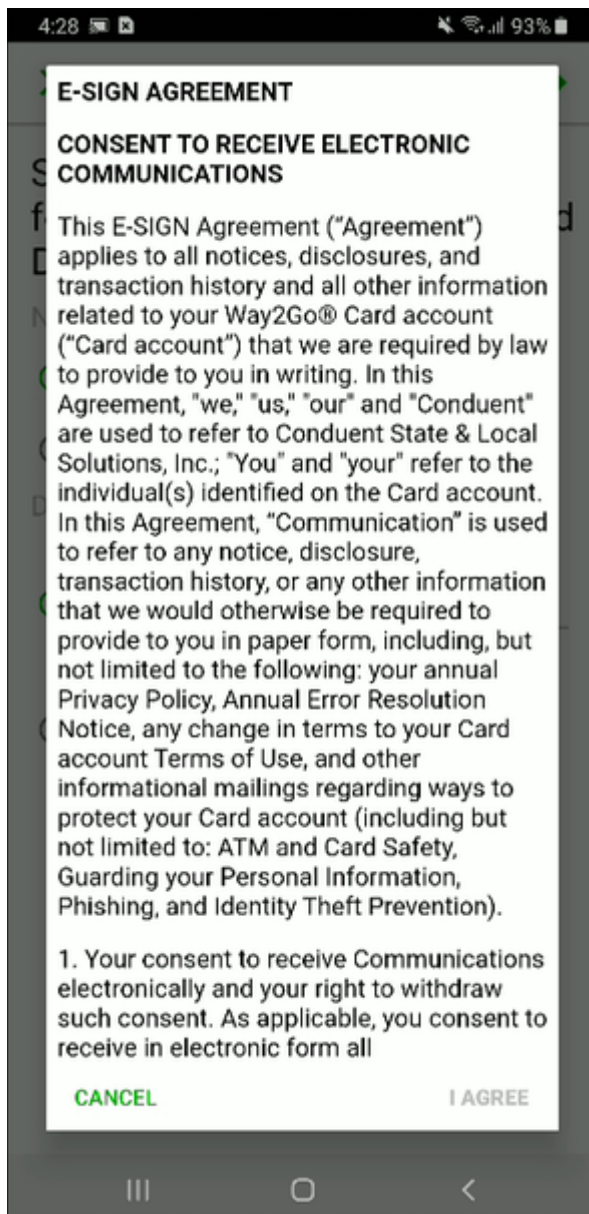 4:28
93%
E-SIGN AGREEMENT
CONSENT TO RECEIVE ELECTRONIC
COMMUNICATIONS
This E-SIGN Agreement (“Agreement”)
applies to all notices, disclosures, and
transaction history and all other information
related to your Way2Go® Card account
(“Card account”) that we are required by law
to provide to you in writing. In this
Agreement, "we," "us," "our" and "Conduent"
are used to refer to Conduent State & Local
Solutions, Inc.; "You" and "your" refer to the
individual(s) identified on the Card account.
In this Agreement, “Communication” is used
to refer to any notice, disclosure,
transaction history, or any other information
that we would otherwise be required to
provide to you in paper form, including, but
not limited to the following: your annual
Privacy Policy, Annual Error Resolution
Notice, any change in terms to your Card
account Terms of Use, and other
informational mailings regarding ways to
protect your Card account (including but
not limited to: ATM and Card Safety,
Guarding your Personal Information,
Phishing, and Identity Theft Prevention).
1. Your consent to receive Communications
electronically and your right to withdraw
such consent. As applicable, you consent to
receive in electronic form all
CANCEL
I AGREE